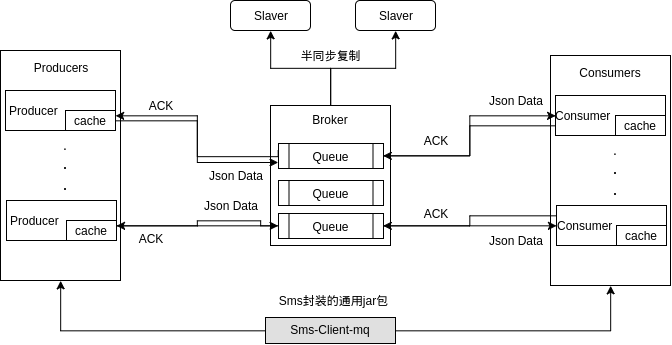 Slaver
Slaver
半同步复制
Producers
Producer
cache
.
.
.
Producer
cache
ACK
Json Data
Json Data
ACK
Broker
Queue
Queue
Queue
Json Data
ACK
ACK
Json Data
Consumers
Consumer
cache
.
.
.
Consumer
cache
Sms封装的通用jar包
Sms-Client-mq